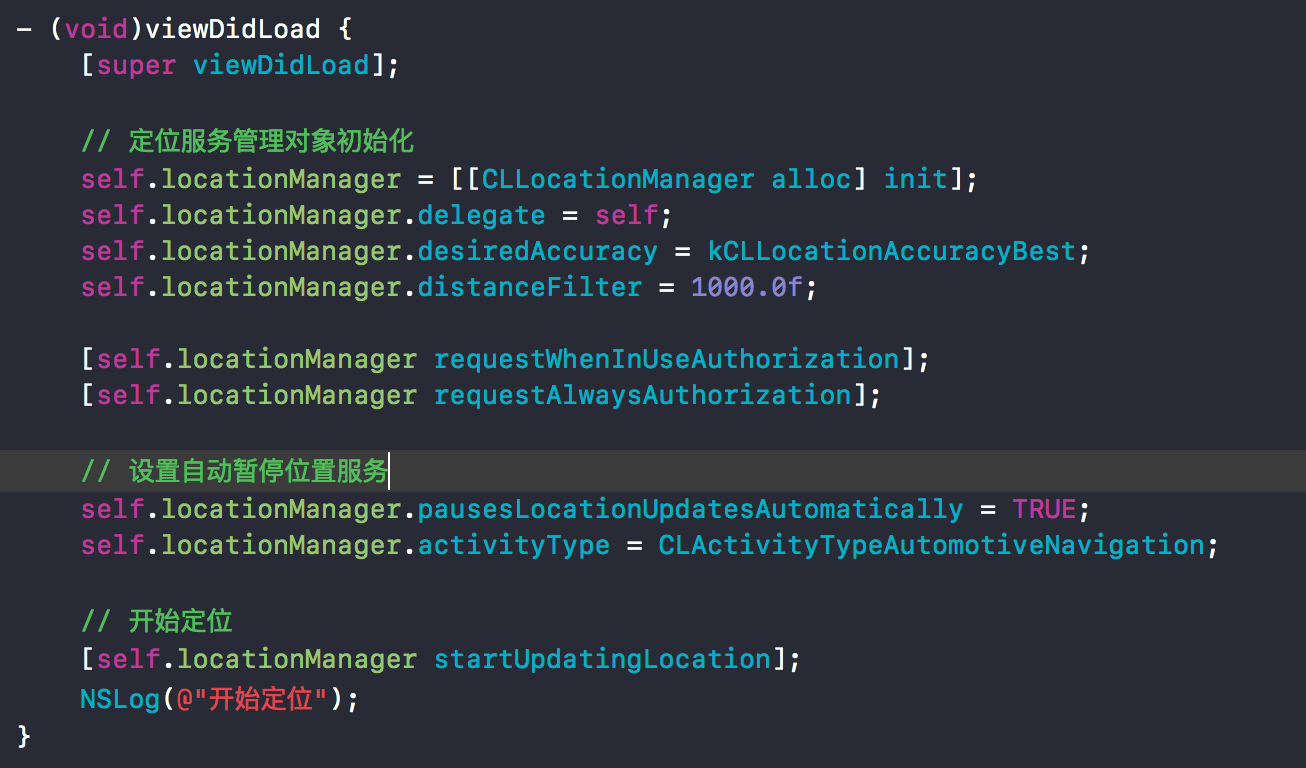 - (void)viewDidLoad {
    [super viewDidLoad];

    // 定位服务管理对象初始化
    self.locationManager = [[CLLocationManager alloc] init];
    self.locationManager.delegate = self;
    self.locationManager.desiredAccuracy = kCLLocationAccuracyBest;
    self.locationManager.distanceFilter = 1000.0f;

    [self.locationManager requestWhenInUseAuthorization];
    [self.locationManager requestAlwaysAuthorization];

    // 设置自动暂停位置服务
    self.locationManager.pausesLocationUpdatesAutomatically = TRUE;
    self.locationManager.activityType = CLActivityTypeAutomotiveNavigation;

    // 开始定位
    [self.locationManager startUpdatingLocation];
    NSLog(@"开始定位");
}